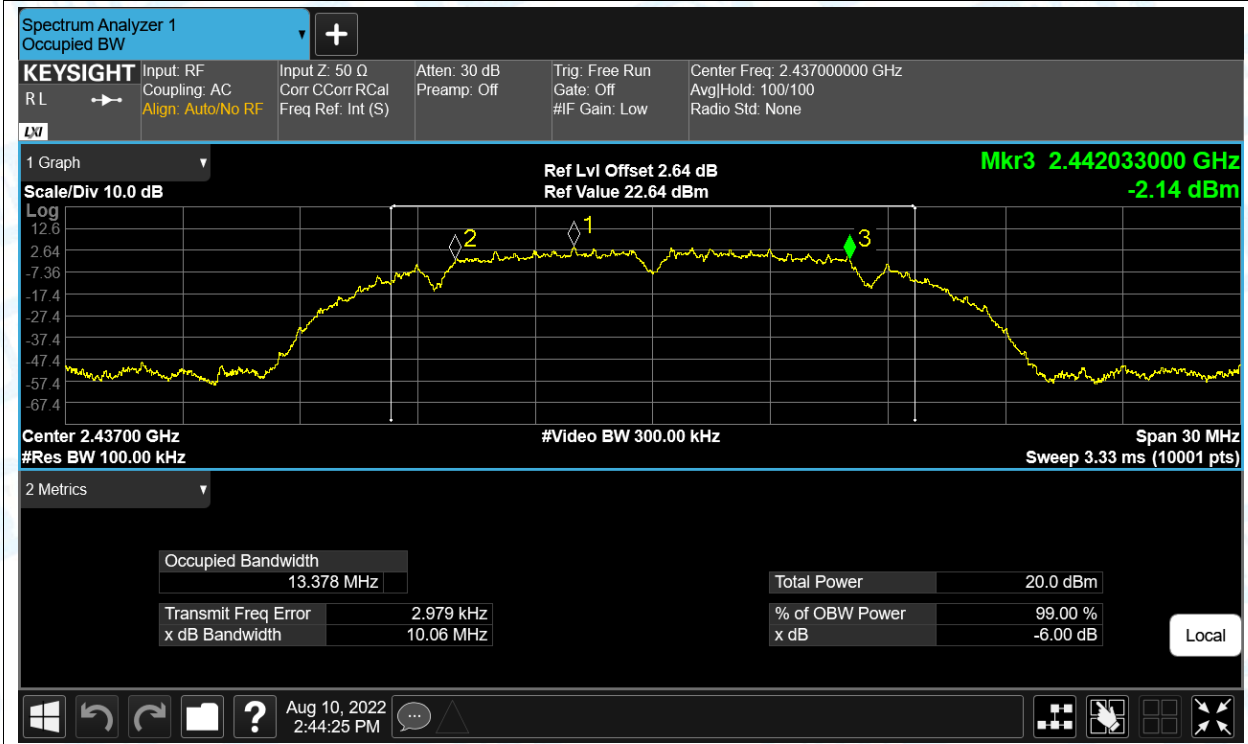 Spectrum Analyzer 1
Occupied BW
KEYSIGHT
R L
LXI
Input: RF
Coupling: AC
Align: Auto/No RF
Input Z: 50 Ω
Corr CCorr RCal
Freq Ref: Int (S)
Atten: 30 dB
Preamp: Off
Trig: Free Run
Gate: Off
#IF Gain: Low
Center Freq: 2.437000000 GHz
Avg|Hold: 100/100
Radio Std: None
1 Graph
Scale/Div 10.0 dB
Ref Lvl Offset 2.64 dB
Ref Value 22.64 dBm
Mkr3 2.442033000 GHz
-2.14 dBm
Log
12.6
2.64
-7.36
-17.4
-27.4
-37.4
-47.4
-57.4
-67.4
2
1
3
Center 2.43700 GHz
#Res BW 100.00 kHz
#Video BW 300.00 kHz
Span 30 MHz
Sweep 3.33 ms (10001 pts)
2 Metrics
Occupied Bandwidth
13.378 MHz
Transmit Freq Error 2.979 kHz
x dB Bandwidth 10.06 MHz
Total Power 20.0 dBm
% of OBW Power 99.00 %
x dB -6.00 dB
Local
?
Aug 10, 2022
2:44:25 PM